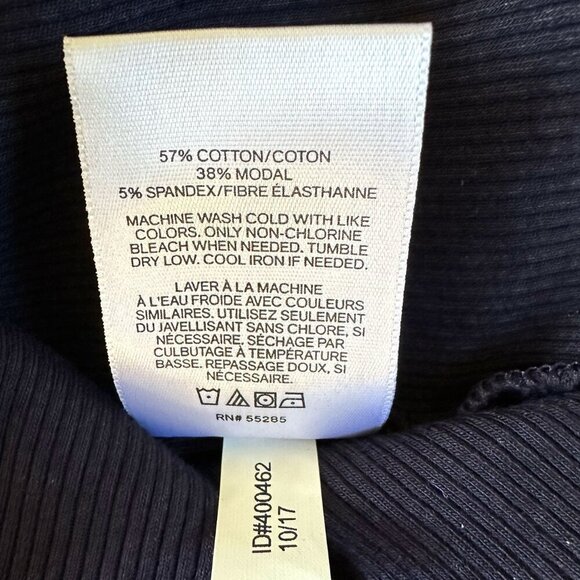 57% COTTON/COTON
38% MODAL
5% SPANDEX/FIBRE ÉLASTHANNE
MACHINE WASH COLD WITH LIKE
COLORS. ONLY NON-CHLORINE
BLEACH WHEN NEEDED. TUMBLE
DRY LOW. COOL IRON IF NEEDED.
LAVER À LA MACHINE
À L'EAU FROIDE AVEC COULEURS
SIMILAIRES. UTILISEZ SEULEMENT
DU JAVELLISANT SANS CHLORE, SI
NÉCESSAIRE. SÉCHAGE PAR
CULBUTAGE À TEMPÉRATURE
BASSE. REPASSAGE DOUX, SI
NÉCESSAIRE.
RN# 55285
ID#400462
10/17